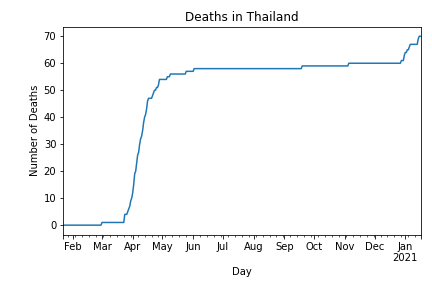 Deaths in Thailand
70
60
50
40
30
20
10
0
Number of Deaths
Feb Mar Apr May Jun Jul Aug Sep Oct Nov Dec Jan
2021
Day